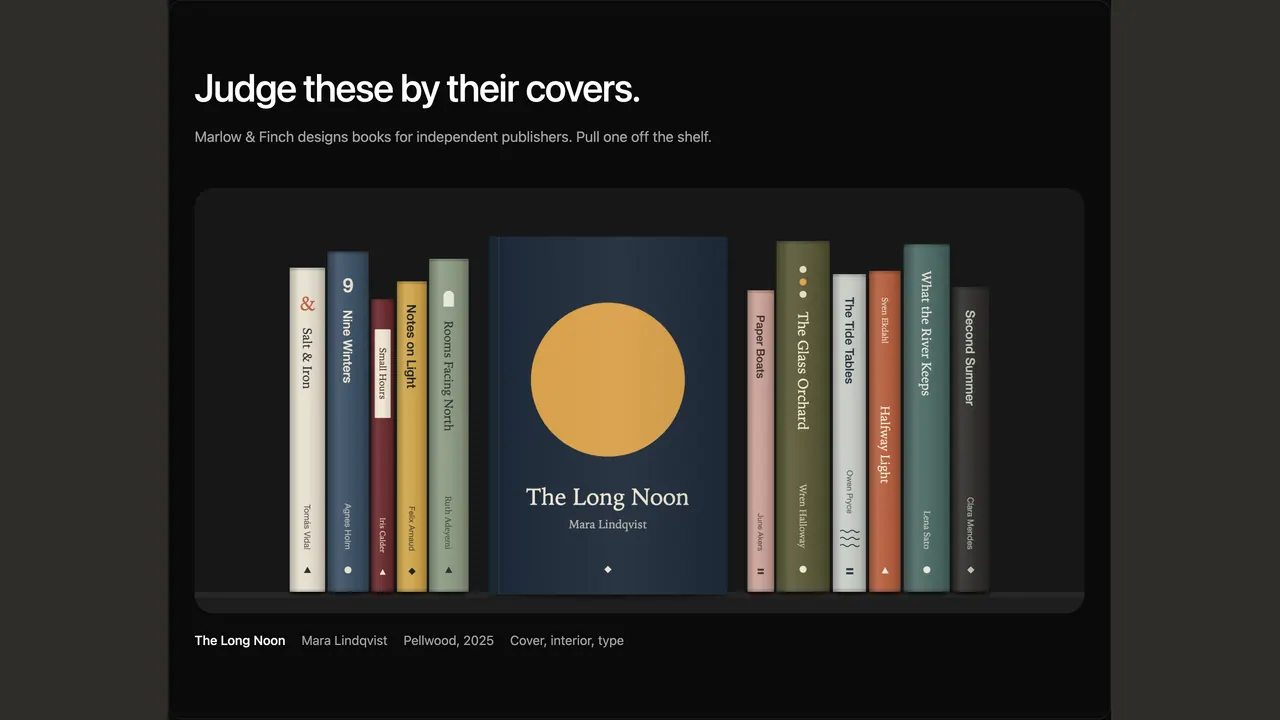 Judge these by their covers.
Marlow & Finch designs books for independent publishers. Pull one off the shelf.
&
Salt & Iron
Tomás Vidal
9
Nine Winters
Agnes Holm
Small Hours
Iris Calder
Notes on Light
Felix Arnaud
Rooms Facing North
Ruth Adeyemi
The Long Noon
Mara Lindqvist
Paper Boats
June Akers
The Glass Orchard
Wren Halloway
The Tide Tables
Owen Pryce
Sven Ekdahl
Halfway Light
What the River Keeps
Lena Sato
Second Summer
Clara Mendes
The Long Noon Mara Lindqvist Pellwood, 2025 Cover, interior, type